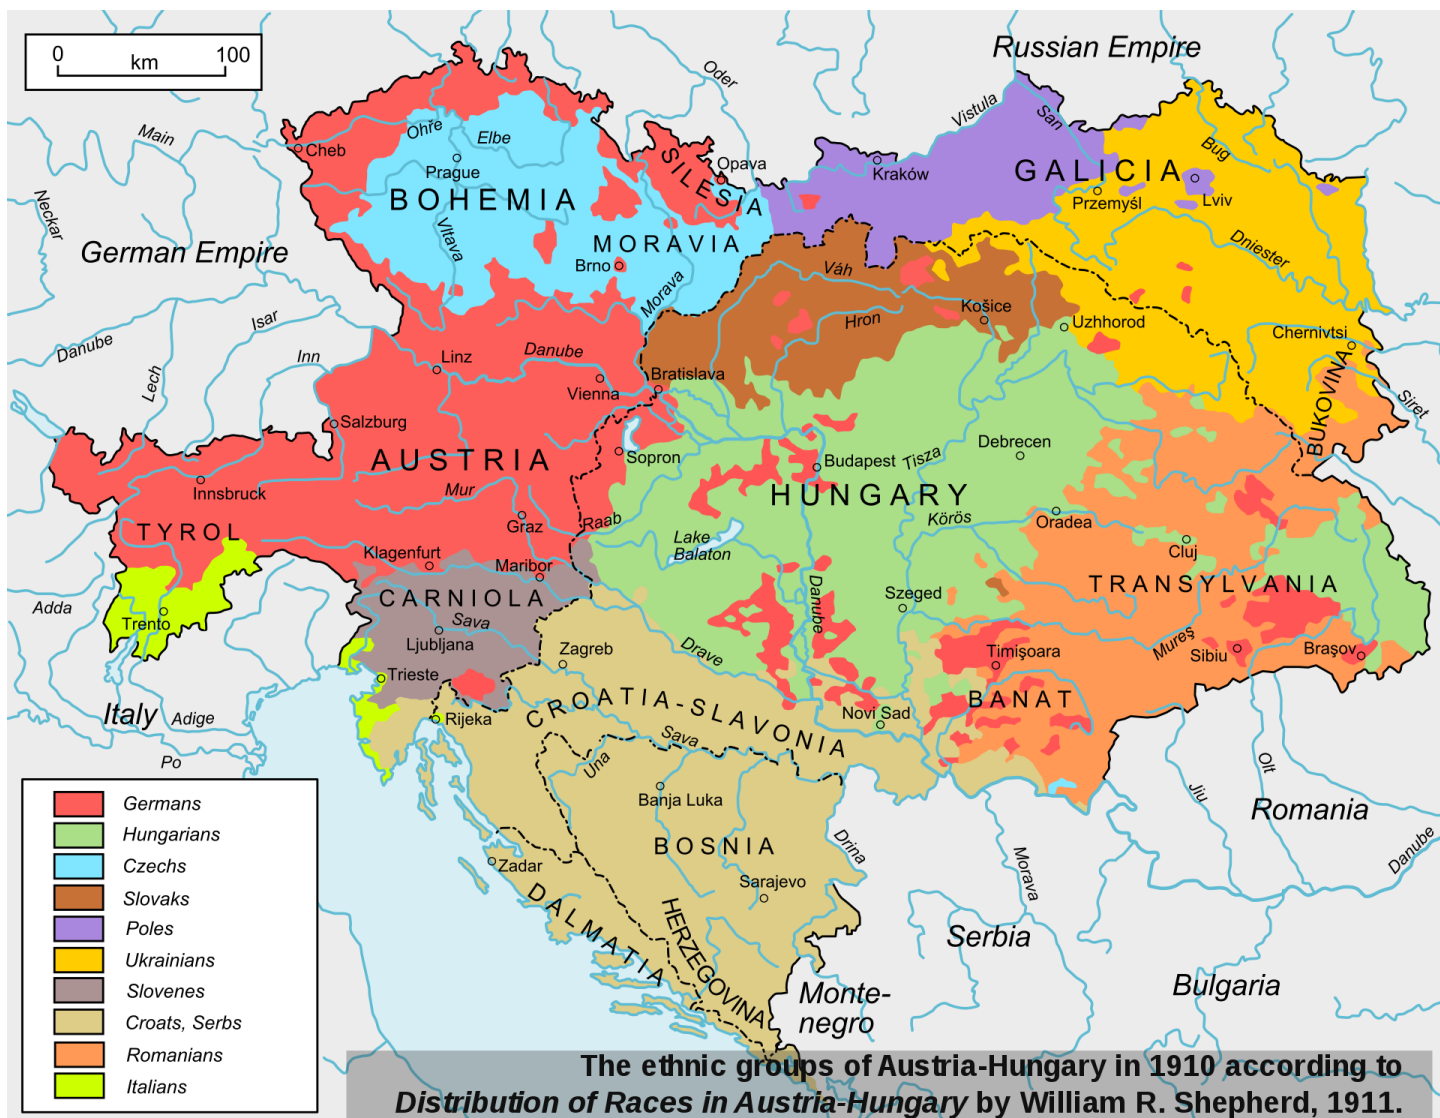 0
100
km
Russian Empire
Oder
Vistula
San
Main
Ohře
Elbe
Cheb
Bug
Prague
Opava
Kraków
GALICIA
SILESIA
BOHEMIA
Przemyśl
Lviv
Neckar
Vltava
MORAVIA
German Empire
Brno
Dniester
Váh
Morava
Košice
Isar
Hron
Uzhhorod
Chernivtsi
Danube
Inn
Linz
Danube
Lech
Vienna
Bratislava
BUKOVINA
Siret
Salzburg
AUSTRIA
Sopron
Budapest
Tisza
Debrecen
Innsbruck
Mur
HUNGARY
Graz
Raab
Körös
Oradea
TYROL
Lake
Balaton
Cluj
Klagenfurt
Maribor
TRANSYLVANIA
CARNIOLA
Danube
Szeged
Adda
Trento
Sava
Ljubljana
Zagreb
Drave
Timişoara
Mureş
Sibiu
Braşov
Trieste
BANAT
Italy
Adige
Rijeka
CROATIA-SLAVONIA
Novi Sad
Po
Sava
Una
Olt
Jiu
Banja Luka
Romania
BOSNIA
Drina
Danube
Zadar
Sarajevo
Morava
DALMATIA
HERZEGOVINA
Serbia
Bulgaria
Monte-
negro
Germans
Hungarians
Czechs
Slovaks
Poles
Ukrainians
Slovenes
Croats, Serbs
Romanians
Italians
The ethnic groups of Austria-Hungary in 1910 according to
Distribution of Races in Austria-Hungary by William R. Shepherd, 1911.